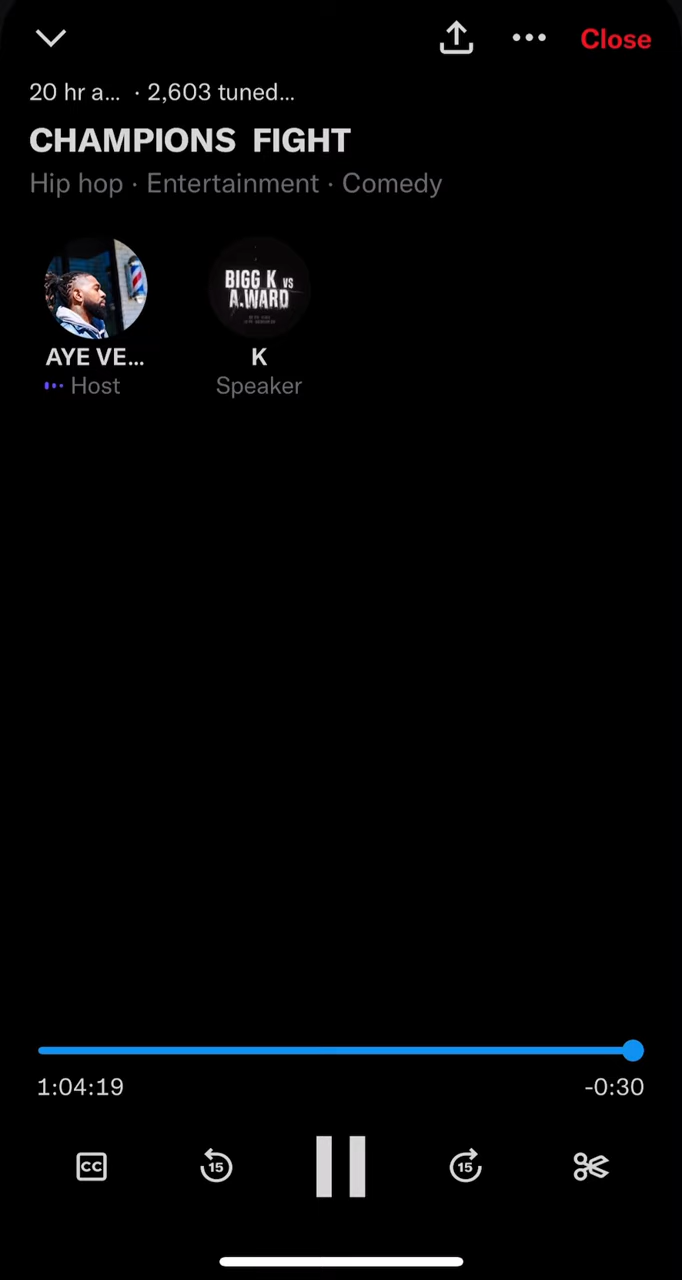 Close
20 hr a... · 2,603 tuned...
CHAMPIONS FIGHT
Hip hop · Entertainment · Comedy
BIGG K VS
A.WARD
AYE VE... K
Host Speaker
1:04:19 -0:30
CC 15 15